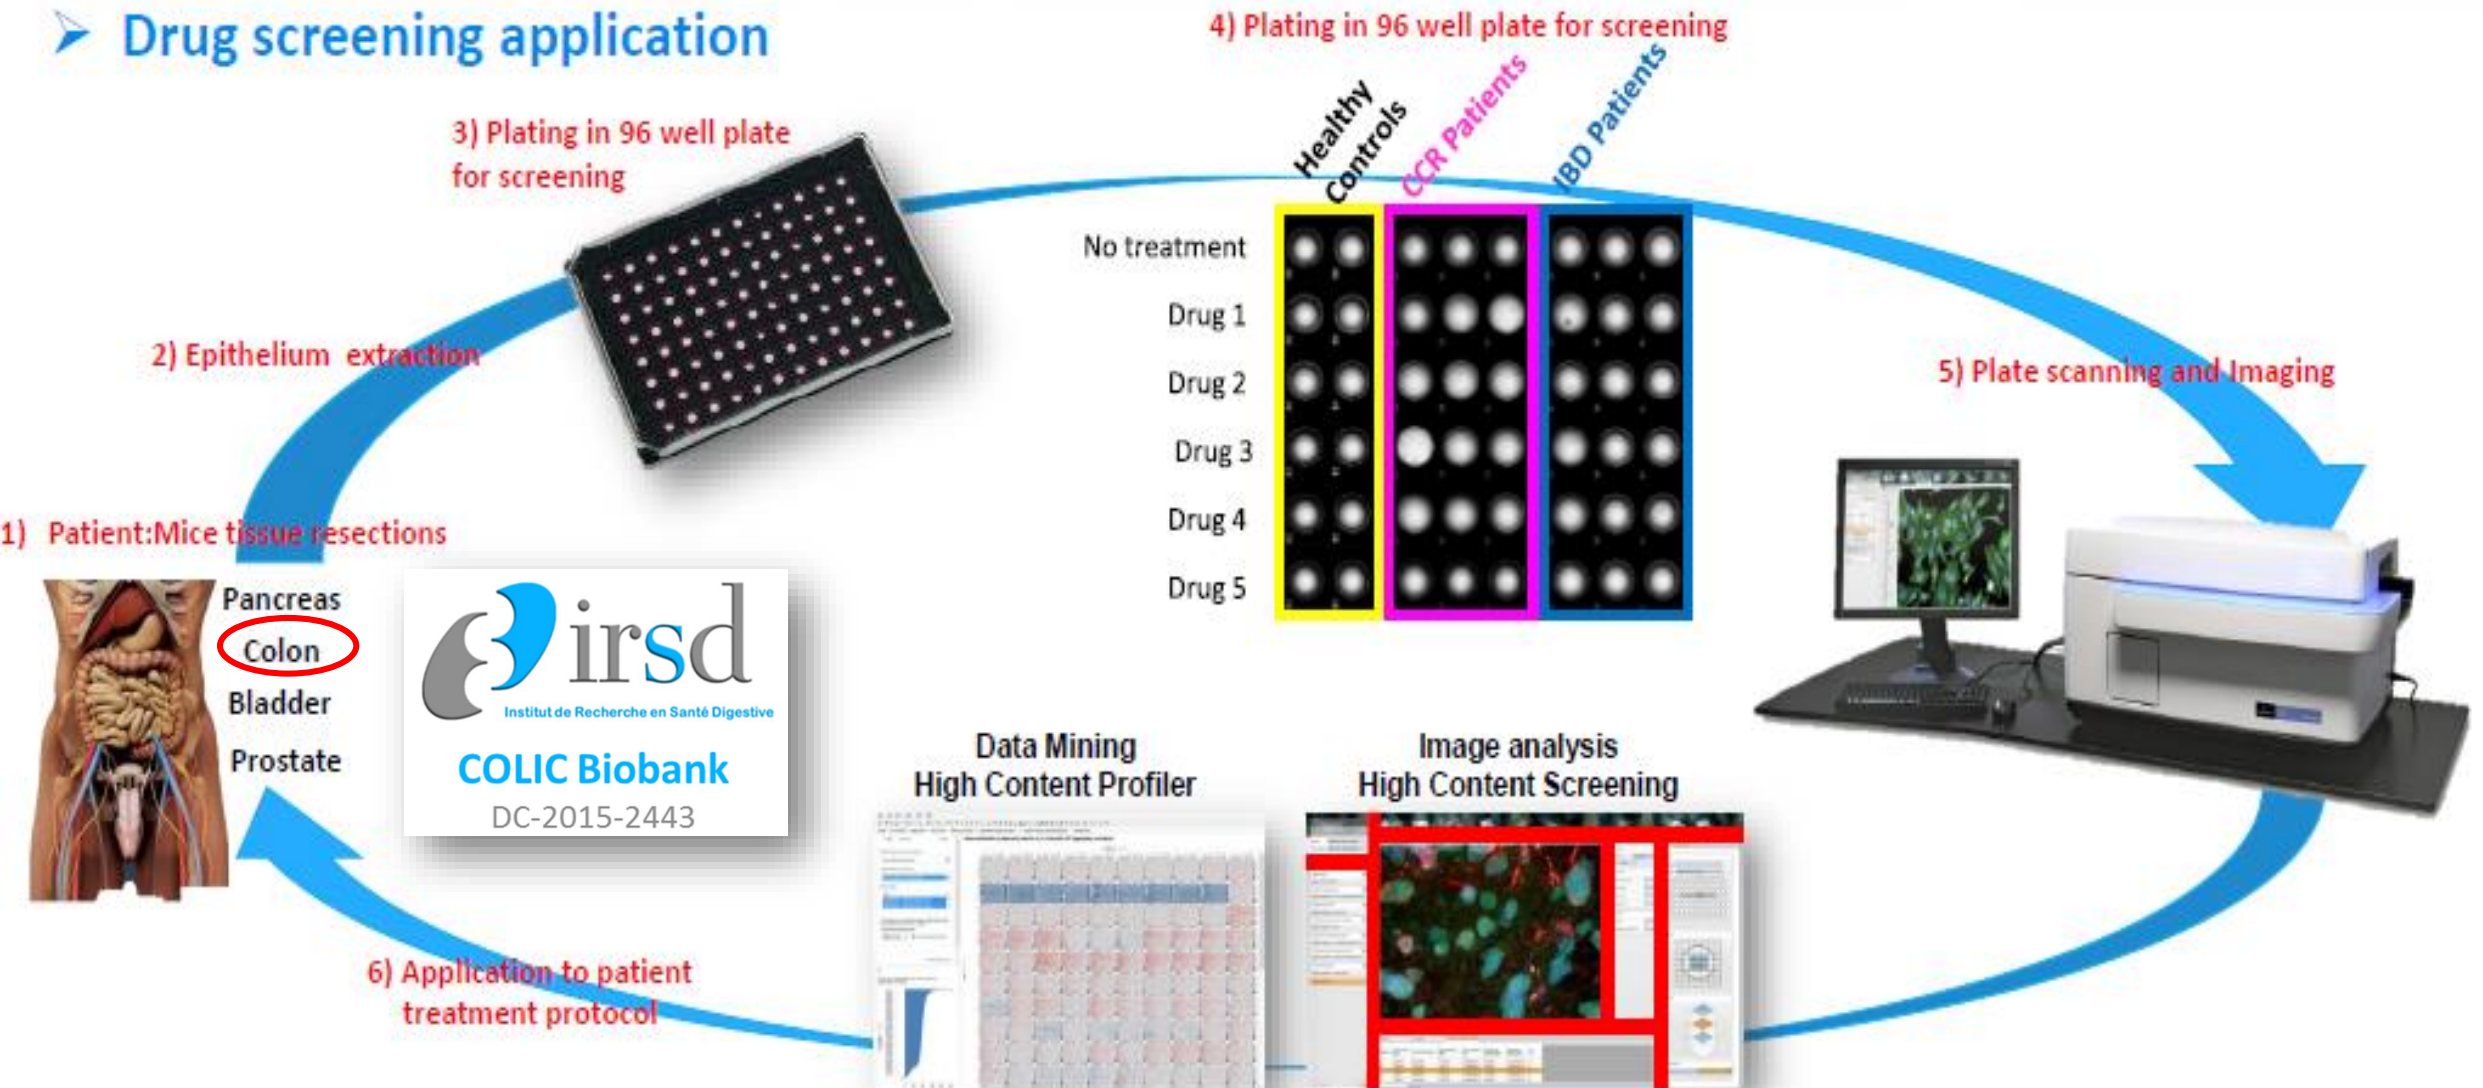 ➢ Drug screening application
4) Plating in 96 well plate for screening
3) Plating in 96 well plate
for screening
Healthy
Controls
CCR Patients
IBD Patients
No treatment
Drug 1
Drug 2
Drug 3
Drug 4
Drug 5
2) Epithelium extraction
5) Plate scanning and Imaging
1) Patient:Mice tissue resections
Pancreas
Colon
Bladder
Prostate
irsd
Institut de Recherche en Santé Digestive
COLIC Biobank
DC-2015-2443
Data Mining
High Content Profiler
Image analysis
High Content Screening
6) Application to patient
treatment protocol